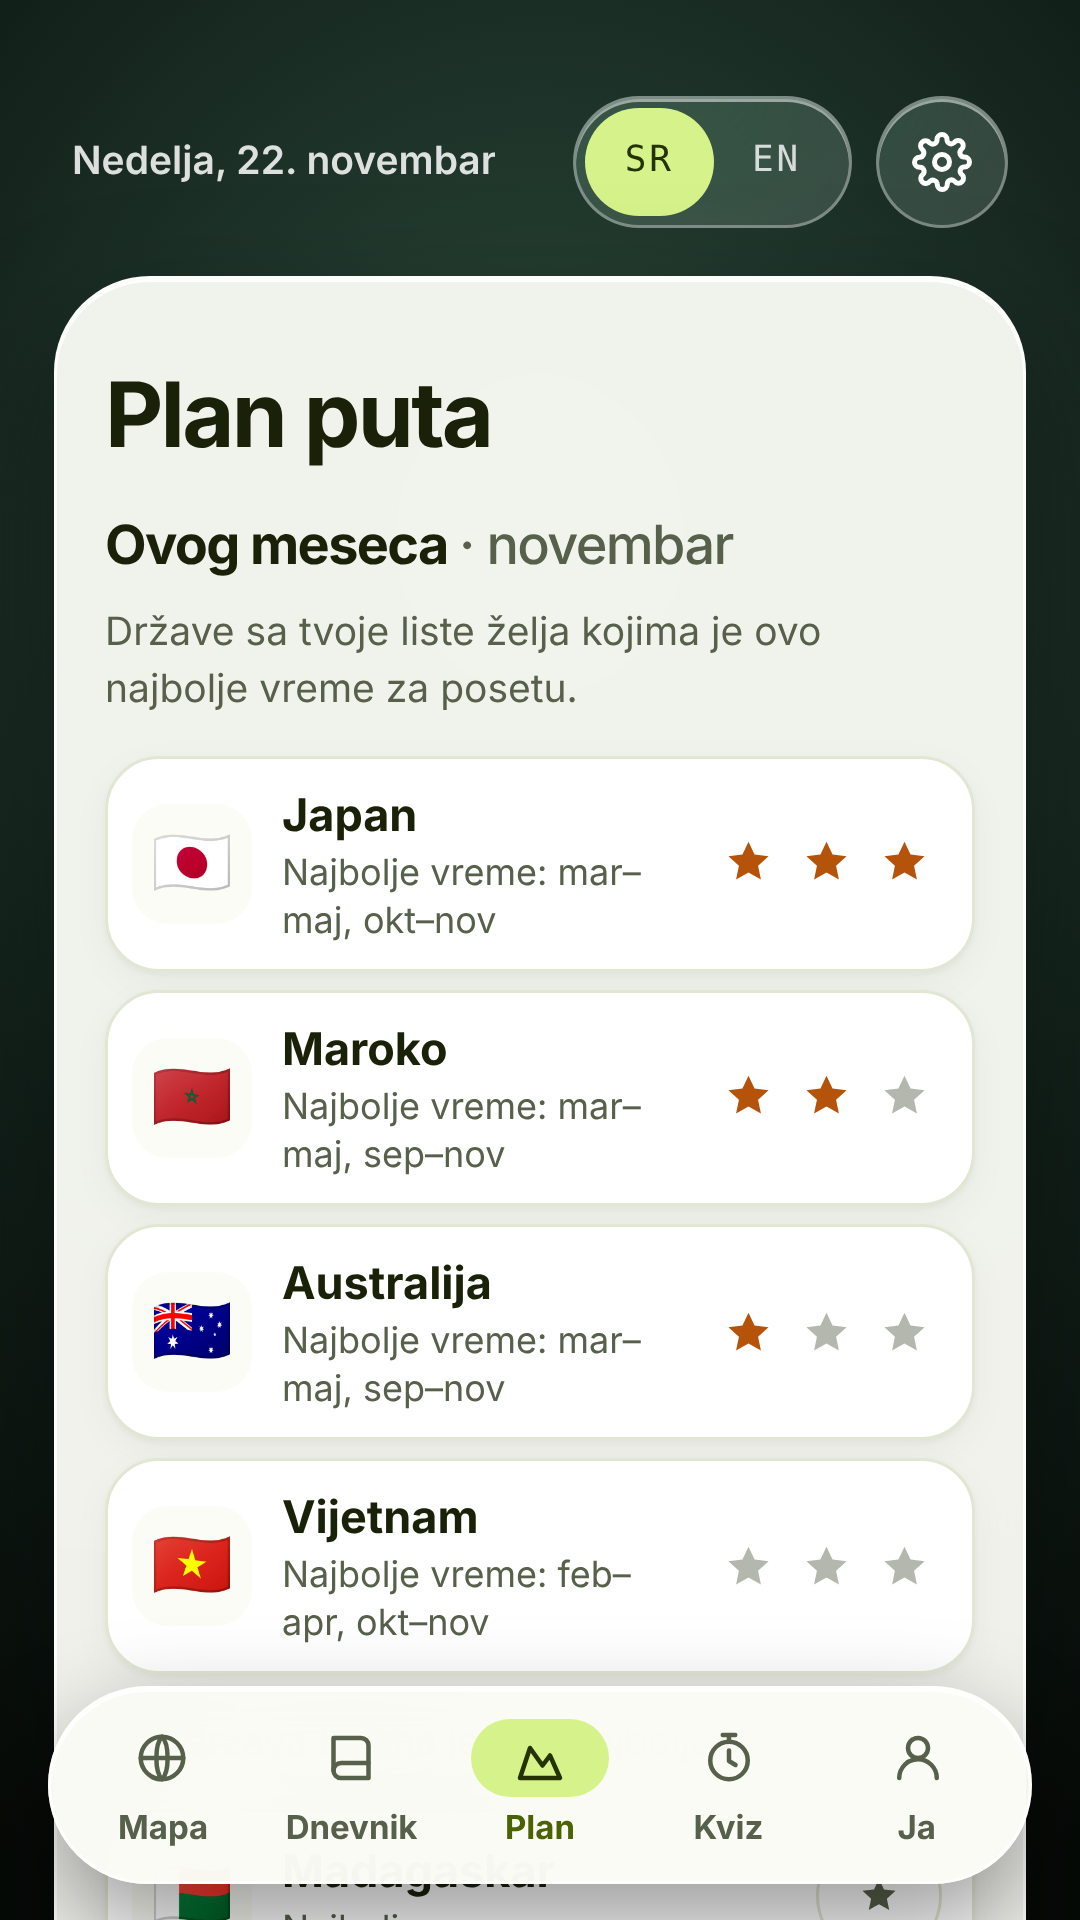 Nedelja, 22. novembar
SR
EN
Plan puta
Ovog meseca · novembar
Države sa tvoje liste želja kojima je ovo
najbolje vreme za posetu.
Japan
Najbolje vreme: mar–
maj, okt–nov
Maroko
Najbolje vreme: mar–
maj, sep–nov
Australija
Najbolje vreme: mar–
maj, sep–nov
Vijetnam
Najbolje vreme: feb–
apr, okt–nov
Mapa
Dnevnik
Plan
Kviz
Ja
Madagaskar